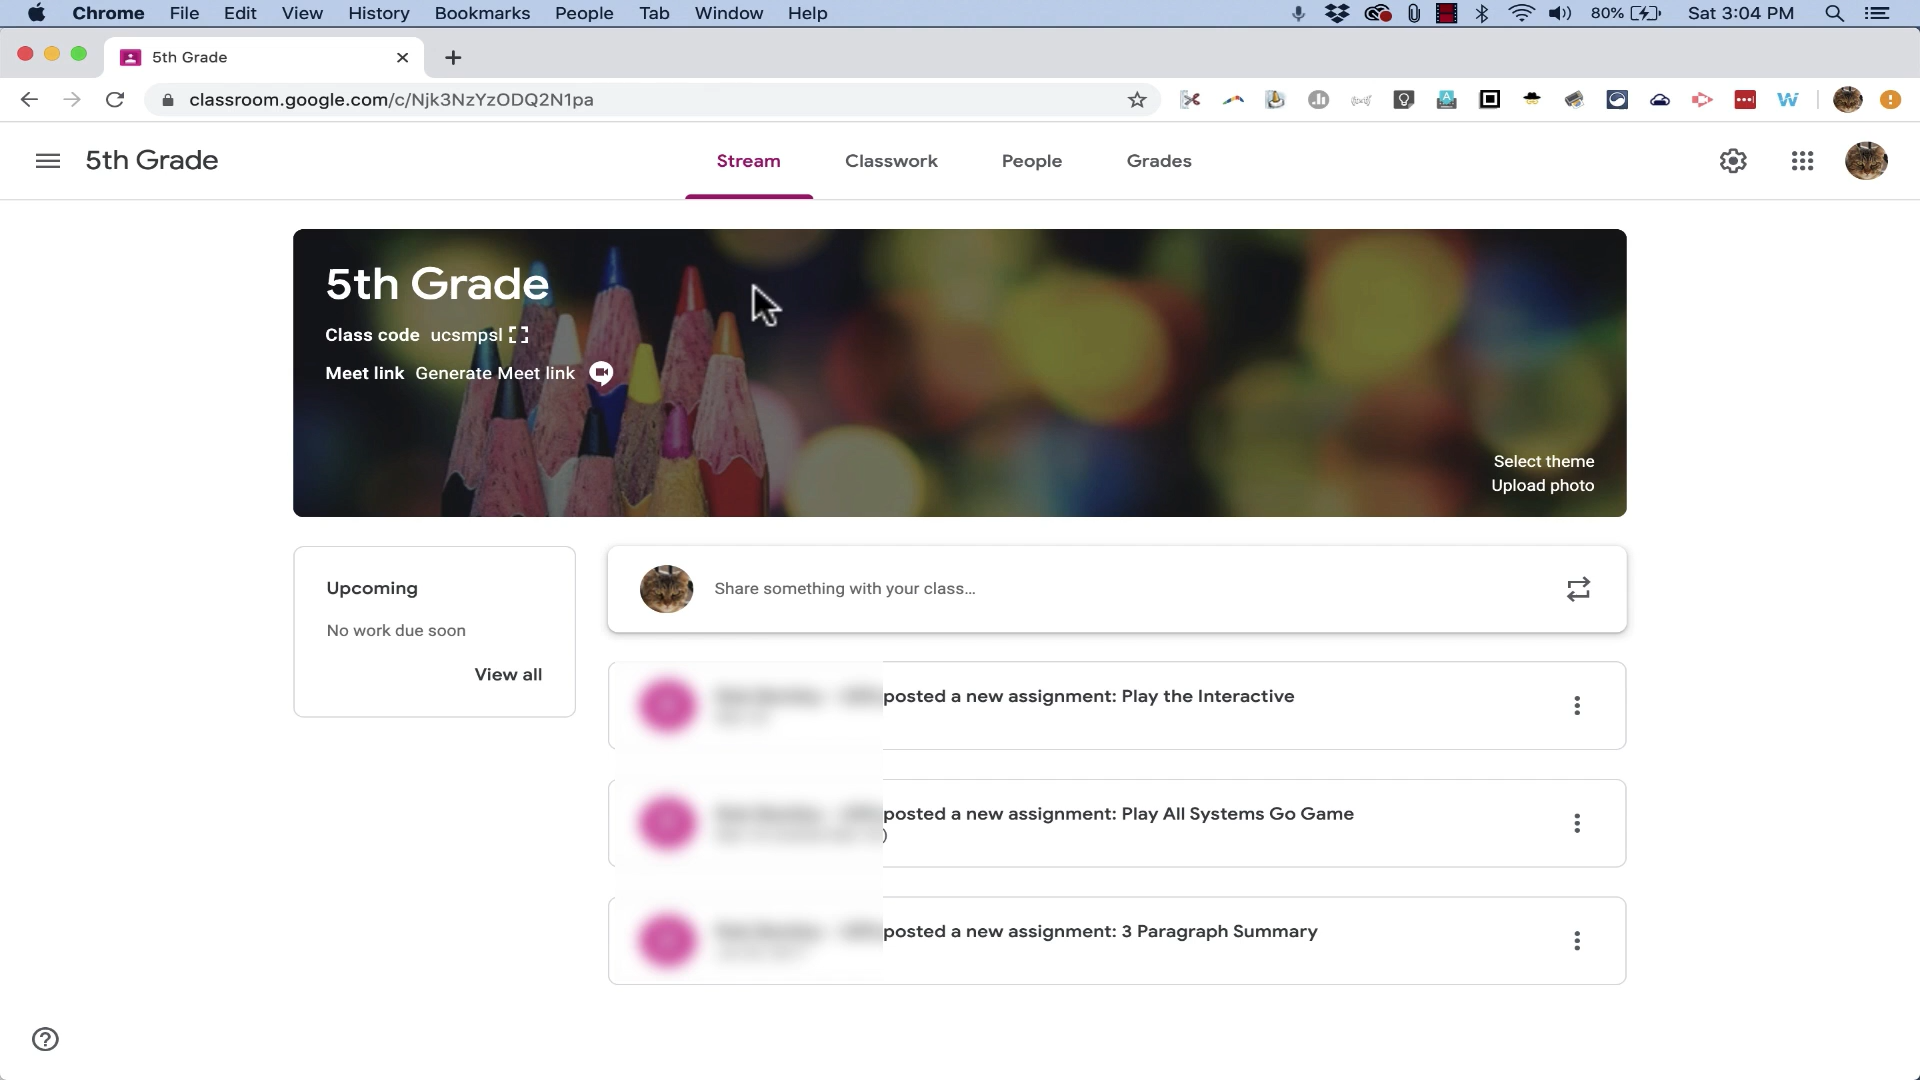 Chrome File Edit View History Bookmarks People Tab Window Help 80% Sat 3:04 PM
5th Grade
classroom.google.com/c/Njk3NzYzODQ2N1pa
5th Grade Stream Classwork People Grades
5th Grade
Class code ucsmpsl
Meet link Generate Meet link
Select theme
Upload photo
Upcoming
No work due soon
View all
Share something with your class...
posted a new assignment: Play the Interactive
posted a new assignment: Play All Systems Go Game
)
posted a new assignment: 3 Paragraph Summary